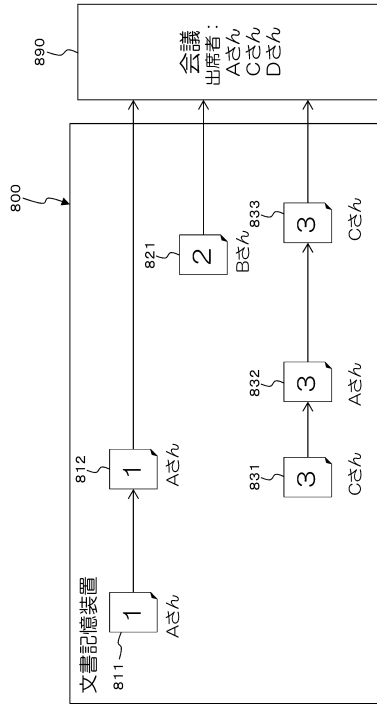 800
890
文書記憶装置
会議
出席者：
Aさん
Cさん
Dさん
811
1
Aさん
812
1
Aさん
821
2
Bさん
831
3
Cさん
832
3
Aさん
833
3
Cさん